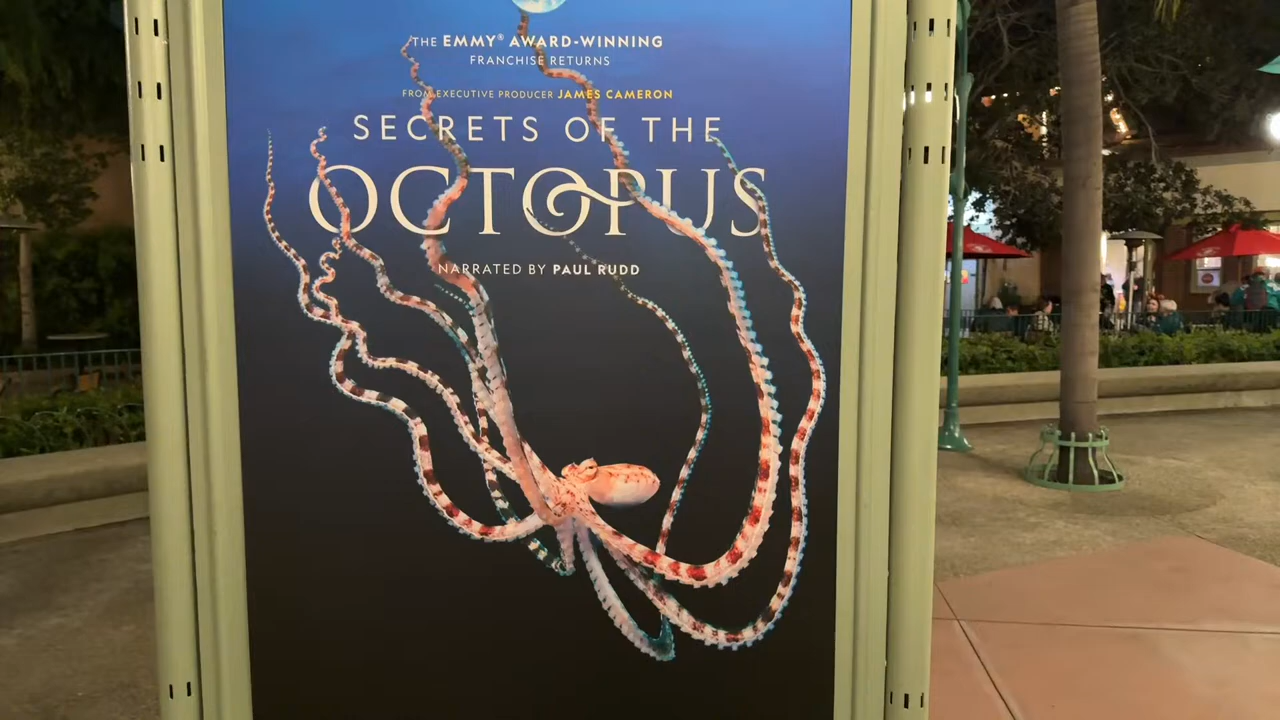 THE EMMY® AWARD-WINNING
FRANCHISE RETURNS
FROM EXECUTIVE PRODUCER JAMES CAMERON
SECRETS OF THE
OCTOPUS
NARRATED BY PAUL RUDD